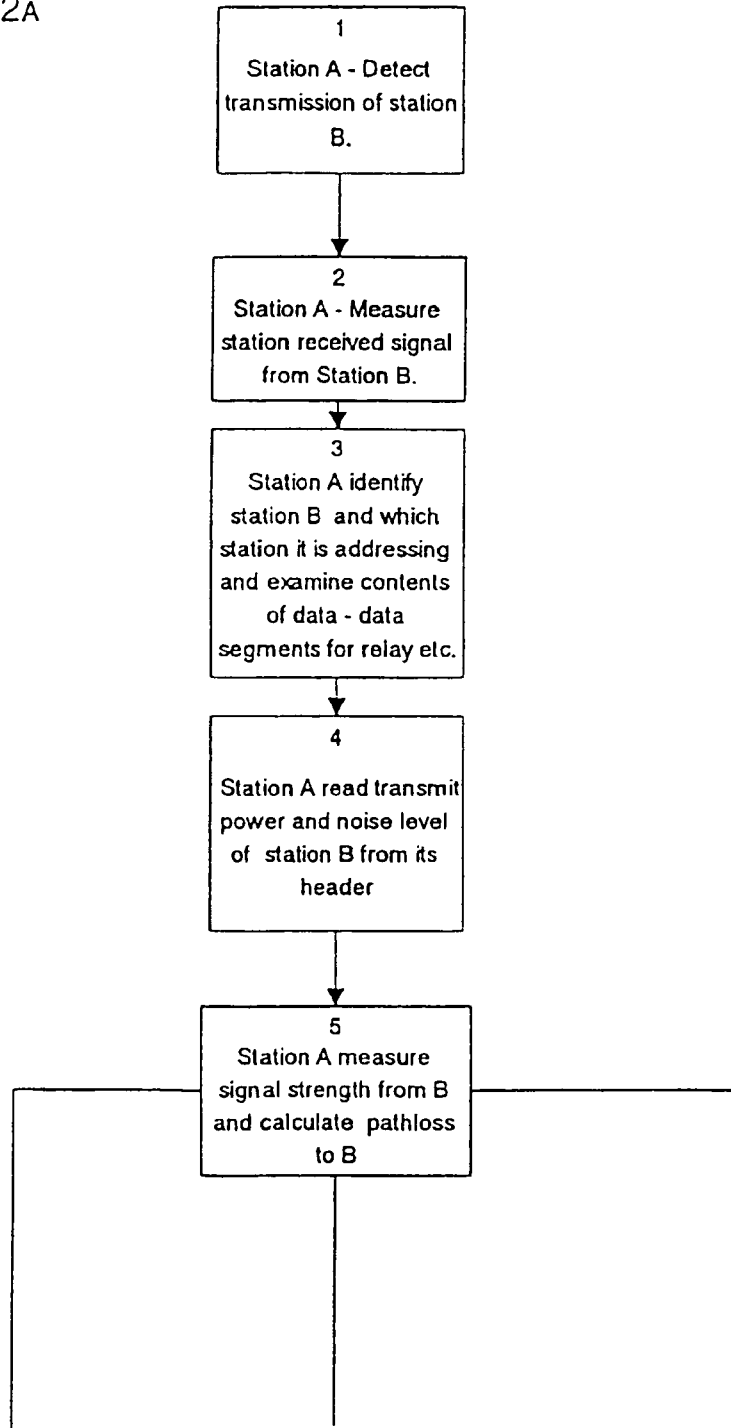 2A
1
Station A - Detect
transmission of station
B.
2
Station A - Measure
station received signal
from Station B.
3
Station A identify
station B and which
station it is addressing
and examine contents
of data - data
segments for relay etc.
4
Station A read transmit
power and noise level
of station B from its
header
5
Station A measure
signal strength from B
and calculate pathloss
to B